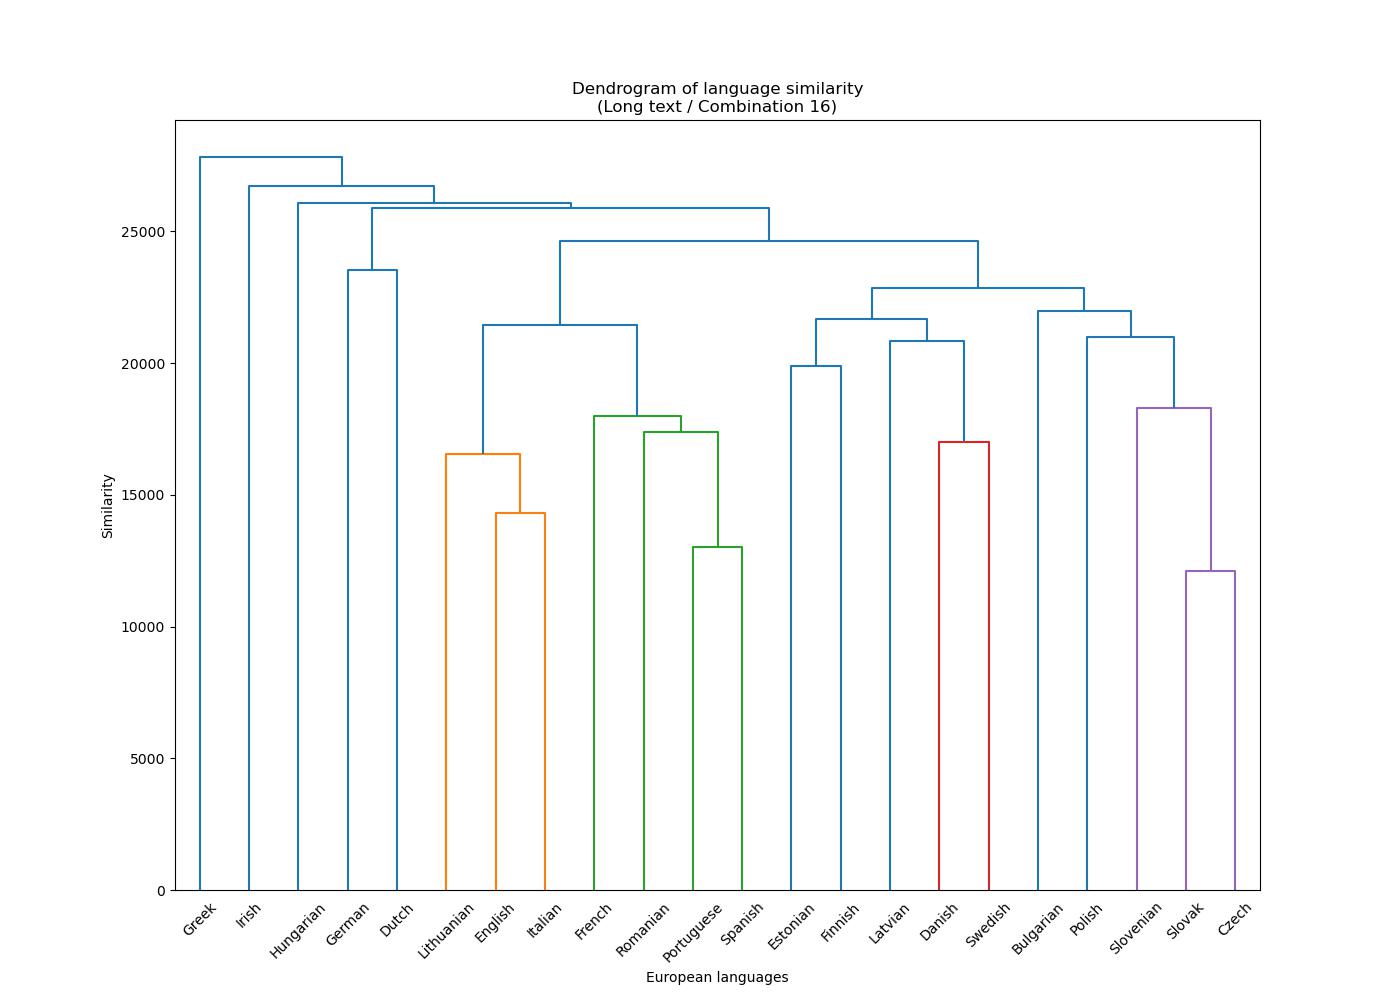 Dendrogram of language similarity
(Long text / Combination 16)
25000
20000
15000
10000
5000
0
Similarity
Greek
Irish
Hungarian
German
Dutch
Lithuanian
English
Italian
French
Romanian
Portuguese
Spanish
Estonian
Finnish
Latvian
Danish
Swedish
Bulgarian
Polish
Slovenian
Slovak
Czech
European languages